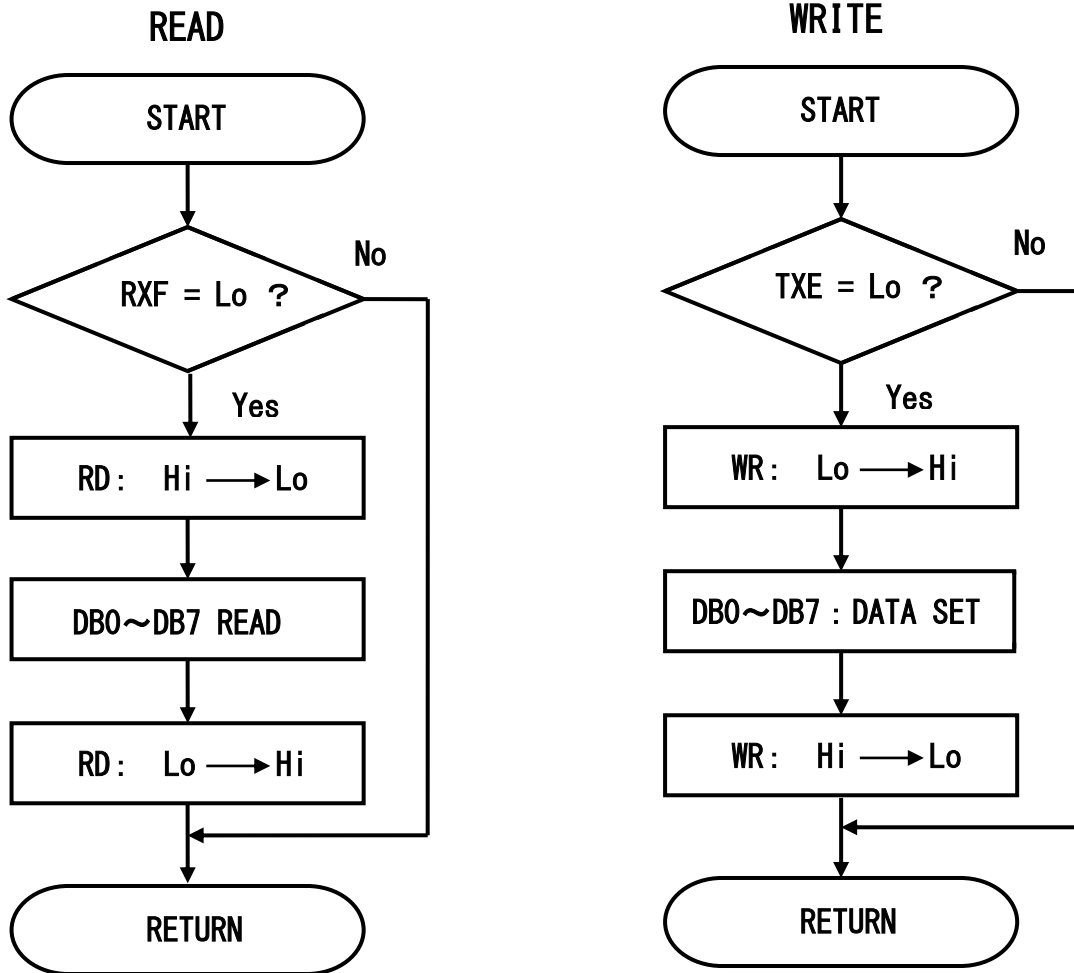 READ
START
RXF = Lo ?
No
Yes
RD: Hi → Lo
DB0～DB7 READ
RD: Lo → Hi
RETURN
WRITE
START
TXE = Lo ?
No
Yes
WR: Lo → Hi
DB0～DB7 : DATA SET
WR: Hi → Lo
RETURN